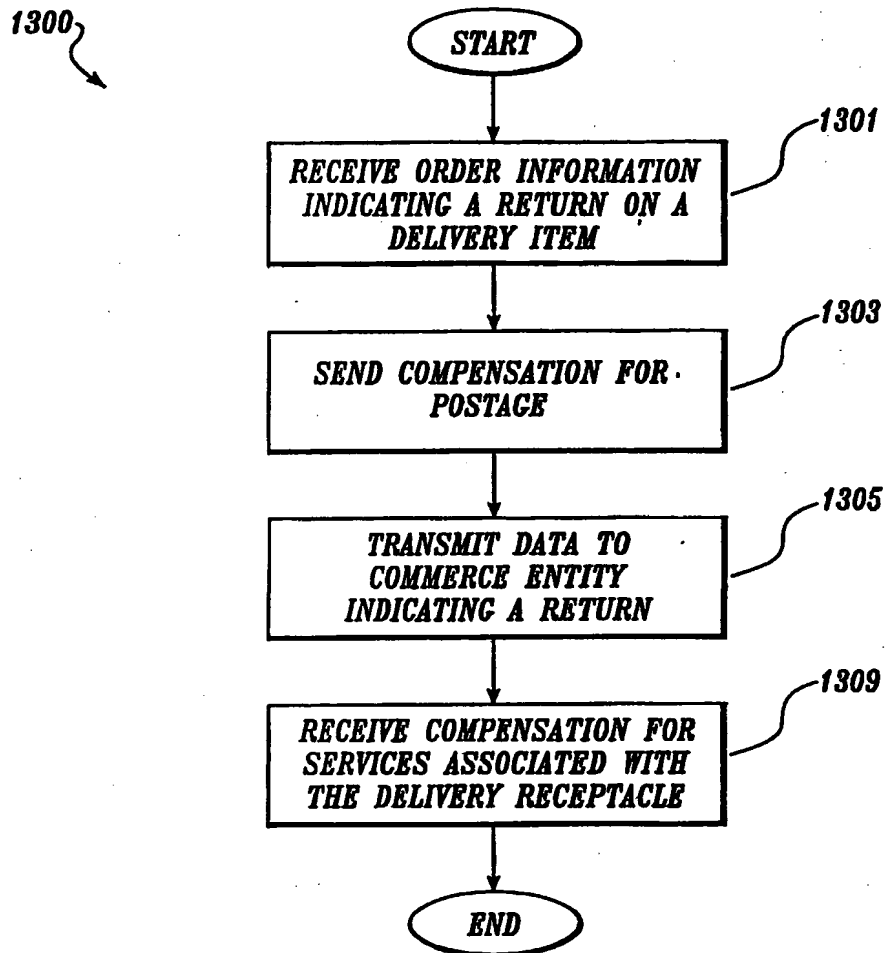 1300
START
1301
RECEIVE ORDER INFORMATION
INDICATING A RETURN ON A
DELIVERY ITEM
1303
SEND COMPENSATION FOR
POSTAGE
1305
TRANSMIT DATA TO
COMMERCE ENTITY
INDICATING A RETURN
1309
RECEIVE COMPENSATION FOR
SERVICES ASSOCIATED WITH
THE DELIVERY RECEPTACLE
END